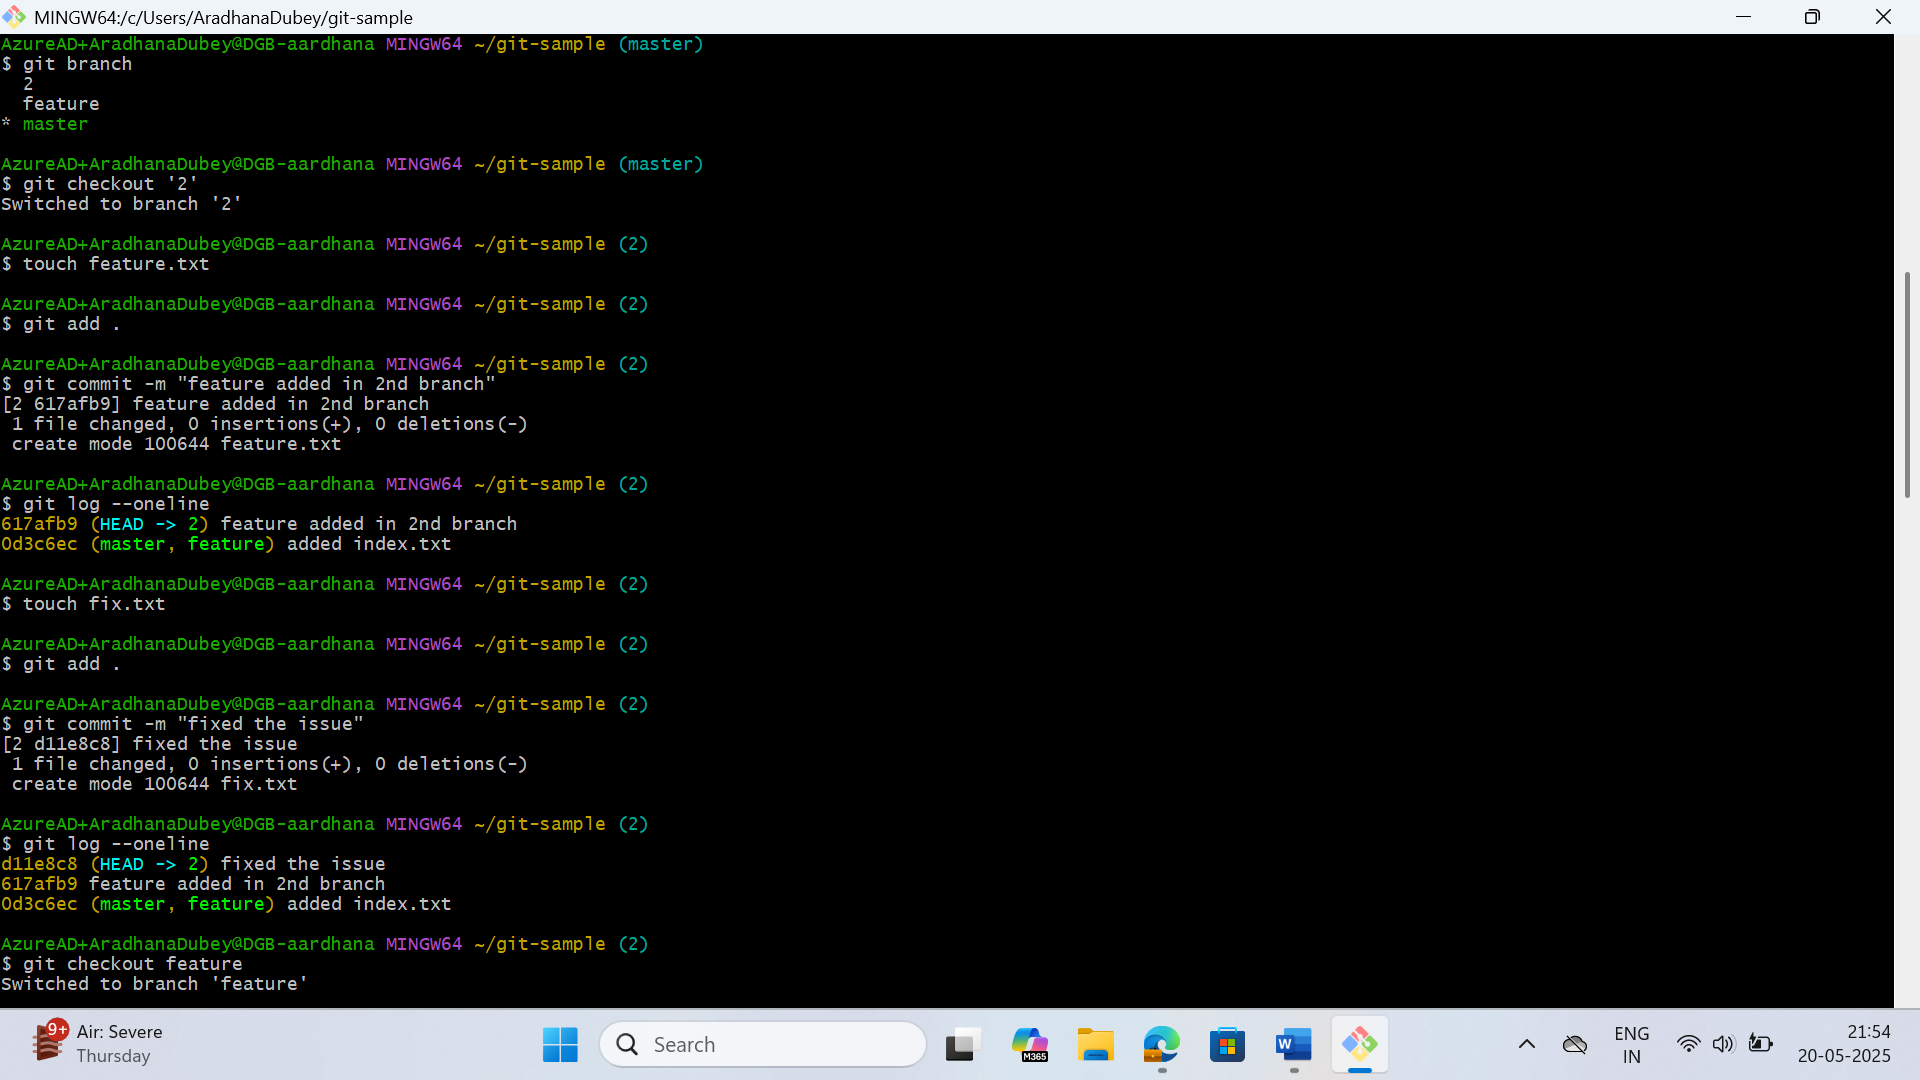 MINGW64:/c/Users/AradhanaDubey/git-sample
AzureAD+AradhanaDubey@DGB-aardhana MINGW64 ~/git-sample (master)
$ git branch
  2
  feature
* master

AzureAD+AradhanaDubey@DGB-aardhana MINGW64 ~/git-sample (master)
$ git checkout '2'
Switched to branch '2'

AzureAD+AradhanaDubey@DGB-aardhana MINGW64 ~/git-sample (2)
$ touch feature.txt

AzureAD+AradhanaDubey@DGB-aardhana MINGW64 ~/git-sample (2)
$ git add .

AzureAD+AradhanaDubey@DGB-aardhana MINGW64 ~/git-sample (2)
$ git commit -m "feature added in 2nd branch"
[2 617afb9] feature added in 2nd branch
 1 file changed, 0 insertions(+), 0 deletions(-)
 create mode 100644 feature.txt

AzureAD+AradhanaDubey@DGB-aardhana MINGW64 ~/git-sample (2)
$ git log --oneline
617afb9 (HEAD -> 2) feature added in 2nd branch
0d3c6ec (master, feature) added index.txt

AzureAD+AradhanaDubey@DGB-aardhana MINGW64 ~/git-sample (2)
$ touch fix.txt

AzureAD+AradhanaDubey@DGB-aardhana MINGW64 ~/git-sample (2)
$ git add .

AzureAD+AradhanaDubey@DGB-aardhana MINGW64 ~/git-sample (2)
$ git commit -m "fixed the issue"
[2 d11e8c8] fixed the issue
 1 file changed, 0 insertions(+), 0 deletions(-)
 create mode 100644 fix.txt

AzureAD+AradhanaDubey@DGB-aardhana MINGW64 ~/git-sample (2)
$ git log --oneline
d11e8c8 (HEAD -> 2) fixed the issue
617afb9 feature added in 2nd branch
0d3c6ec (master, feature) added index.txt

AzureAD+AradhanaDubey@DGB-aardhana MINGW64 ~/git-sample (2)
$ git checkout feature
Switched to branch 'feature'
9+
Air: Severe
Thursday
Search
M365
W
ENG
IN
21:54
20-05-2025